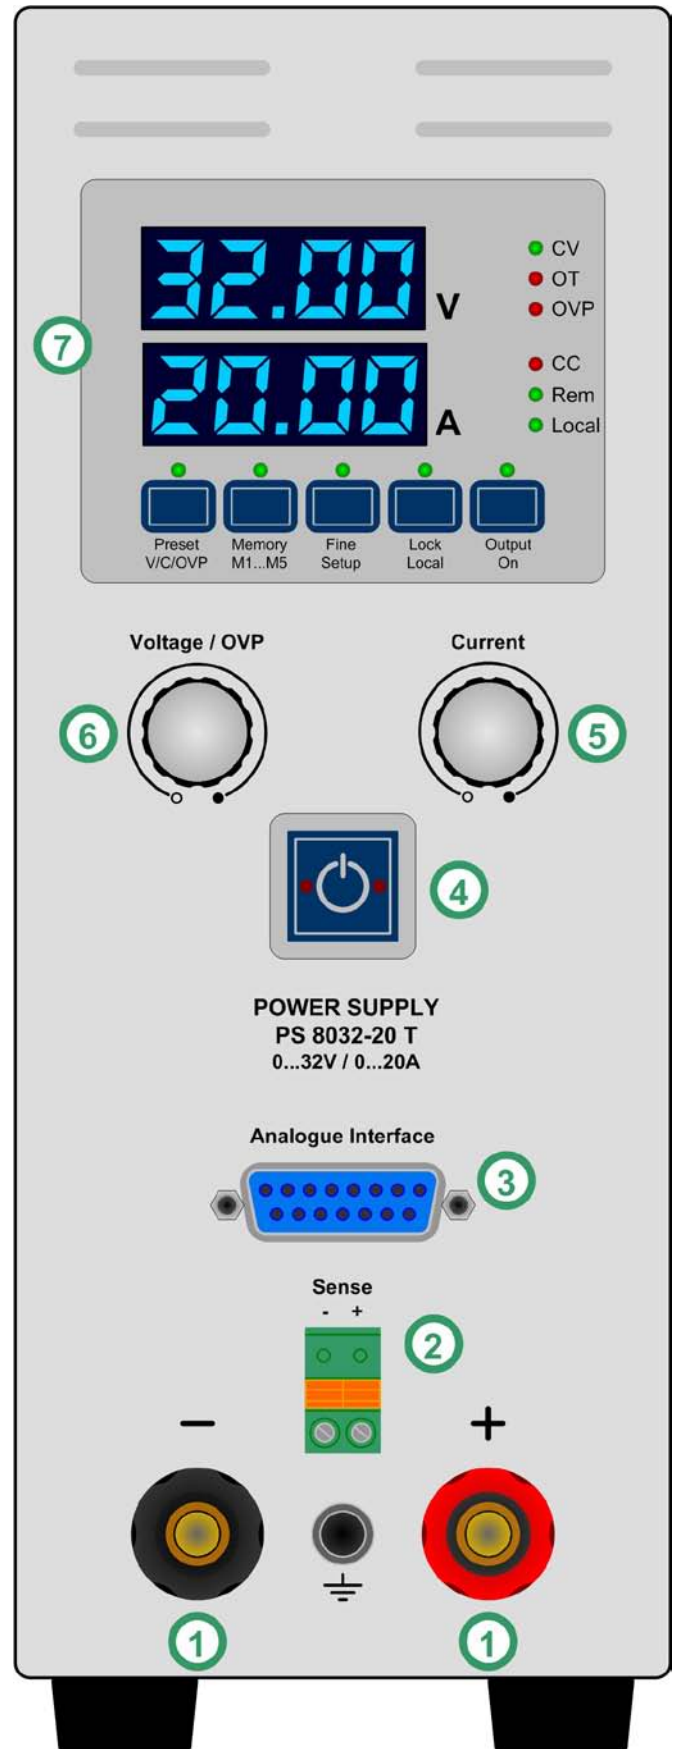 32.00 V
CV
OT
OVP
7
20.00 A
CC
Rem
Local
Preset
V/C/OVP
Memory
M1...M5
Fine
Setup
Lock
Local
Output
On
Voltage / OVP
Current
6
5
4
POWER SUPPLY
PS 8032-20 T
0...32V / 0...20A
Analogue Interface
3
Sense
- +
2
− +
1 1